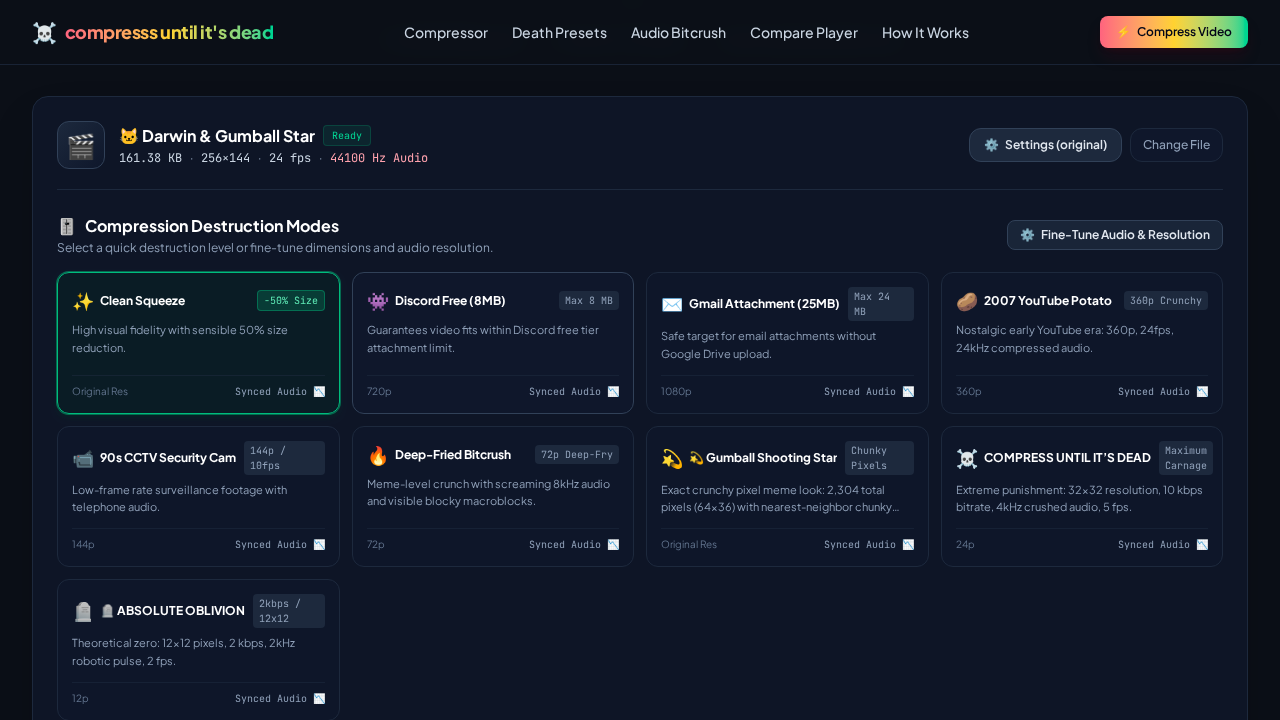 ☠️ compresss until it's dead
Compressor
Death Presets
Audio Bitcrush
Compare Player
How It Works
⚡ Compress Video
🐱 Darwin & Gumball Star
Ready
161.38 KB · 256×144 · 24 fps · 44100 Hz Audio
⚙️ Settings (original)
Change File
🎚️ Compression Destruction Modes
Select a quick destruction level or fine-tune dimensions and audio resolution.
⚙️ Fine-Tune Audio & Resolution
✨ Clean Squeeze
-50% Size
High visual fidelity with sensible 50% size
reduction.
Original Res
Synced Audio 📉
👾 Discord Free (8MB)
Max 8 MB
Guarantees video fits within Discord free tier
attachment limit.
720p
Synced Audio 📉
✉️ Gmail Attachment (25MB)
Max 24
MB
Safe target for email attachments without
Google Drive upload.
1080p
Synced Audio 📉
🥔 2007 YouTube Potato
360p Crunchy
Nostalgic early YouTube era: 360p, 24fps,
24kHz compressed audio.
360p
Synced Audio 📉
📹 90s CCTV Security Cam
144p /
10fps
Low-frame rate surveillance footage with
telephone audio.
144p
Synced Audio 📉
🔥 Deep-Fried Bitcrush
72p Deep-Fry
Meme-level crunch with screaming 8kHz audio
and visible blocky macroblocks.
72p
Synced Audio 📉
💫 💫 Gumball Shooting Star
Chunky
Pixels
Exact crunchy pixel meme look: 2,304 total
pixels (64×36) with nearest-neighbor chunky…
Original Res
Synced Audio 📉
☠️ COMPRESS UNTIL IT'S DEAD
Maximum
Carnage
Extreme punishment: 32×32 resolution, 10 kbps
bitrate, 4kHz crushed audio, 5 fps.
24p
Synced Audio 📉
🪦 🪦 ABSOLUTE OBLIVION
2kbps /
12x12
Theoretical zero: 12×12 pixels, 2 kbps, 2kHz
robotic pulse, 2 fps.
12p
Synced Audio 📉